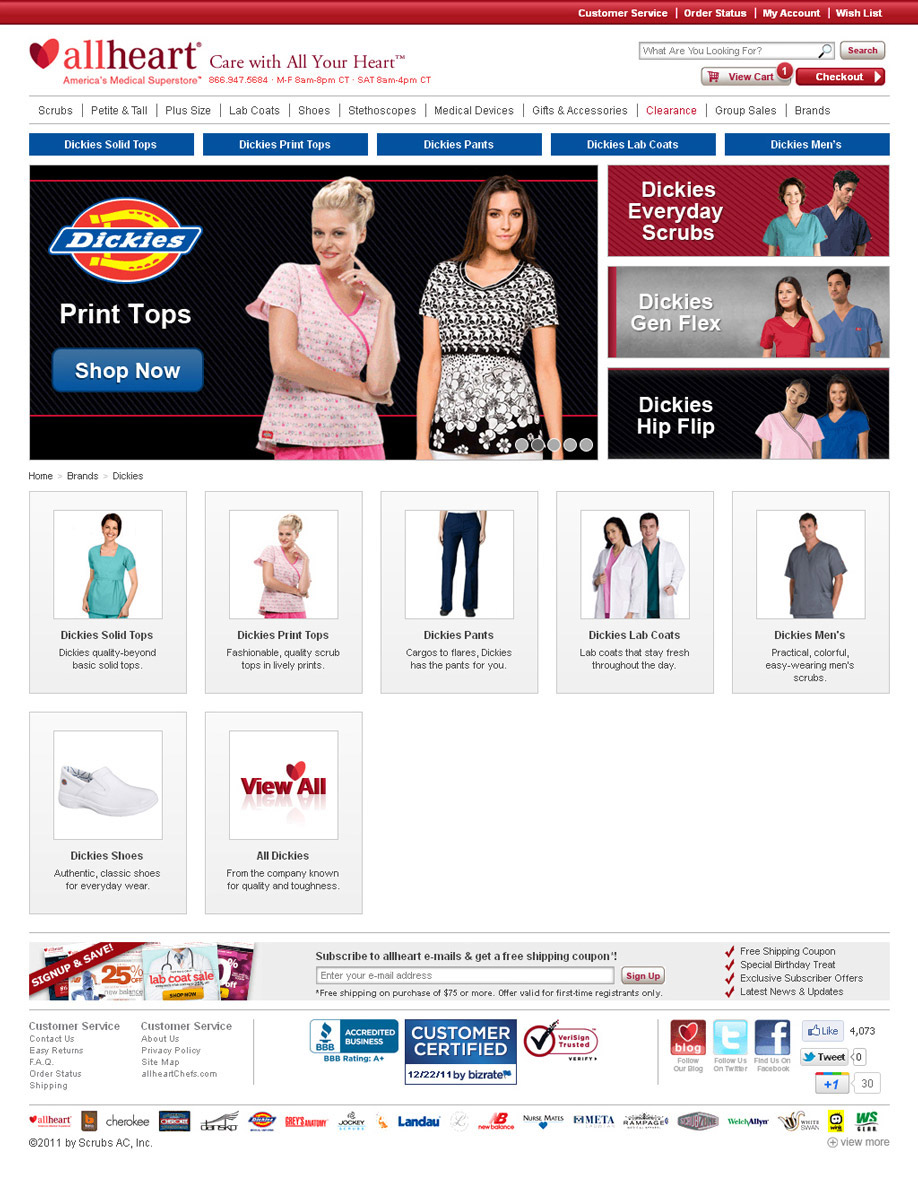 Customer Service | Order Status | My Account | Wish List
allheart® Care with All Your Heart™
America's Medical Superstore™ 866.947.5684 · M-F 8am-8pm CT · SAT 8am-4pm CT
What Are You Looking For? Search
View Cart 1 Checkout
Scrubs | Petite & Tall | Plus Size | Lab Coats | Shoes | Stethoscopes | Medical Devices | Gifts & Accessories | Clearance | Group Sales | Brands
Dickies Solid Tops Dickies Print Tops Dickies Pants Dickies Lab Coats Dickies Men's
Dickies
Print Tops
Shop Now
Dickies
Everyday
Scrubs
Dickies
Gen Flex
Dickies
Hip Flip
Home > Brands > Dickies
Dickies Solid Tops
Dickies quality-beyond
basic solid tops.
Dickies Print Tops
Fashionable, quality scrub
tops in lively prints.
Dickies Pants
Cargos to flares, Dickies
has the pants for you.
Dickies Lab Coats
Lab coats that stay fresh
throughout the day.
Dickies Men's
Practical, colorful,
easy-wearing men's
scrubs.
View All
Dickies Shoes
Authentic, classic shoes
for everyday wear.
All Dickies
From the company known
for quality and toughness.
SIGNUP & SAVE!
25%
new balance
lab coat sale
SHOP NOW
Subscribe to allheart e-mails & get a free shipping coupon*!
Enter your e-mail address Sign Up
*Free shipping on purchase of $75 or more. Offer valid for first-time registrants only.
Free Shipping Coupon
Special Birthday Treat
Exclusive Subscriber Offers
Latest News & Updates
Customer Service
Contact Us
Easy Returns
F.A.Q.
Order Status
Shipping
Customer Service
About Us
Privacy Policy
Site Map
allheartChefs.com
BBB ACCREDITED BUSINESS
BBB Rating: A+
CUSTOMER
CERTIFIED
12/22/11 by bizrate
VeriSign
Trusted
VERIFY
blog
Follow
Our Blog
Follow Us
On Twitter
Find Us On
Facebook
Like 4,073
Tweet 0
+1 30
allheart cherokee dansko Dickies GREY'S ANATOMY JOCKEY SCRUBS Landau new balance NURSE MATES META RAMPAGE WelchAllyn WHITE SWAN wink WS GEAR
©2011 by Scrubs AC, Inc.
view more